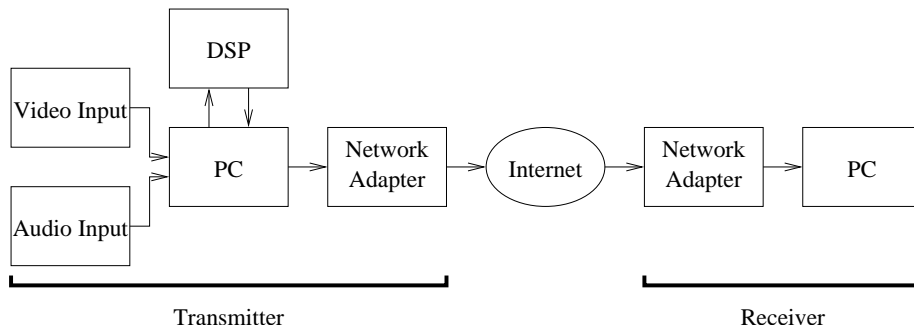 DSP
Video Input
Audio Input
PC
Network
Adapter
Internet
Network
Adapter
PC
Transmitter
Receiver